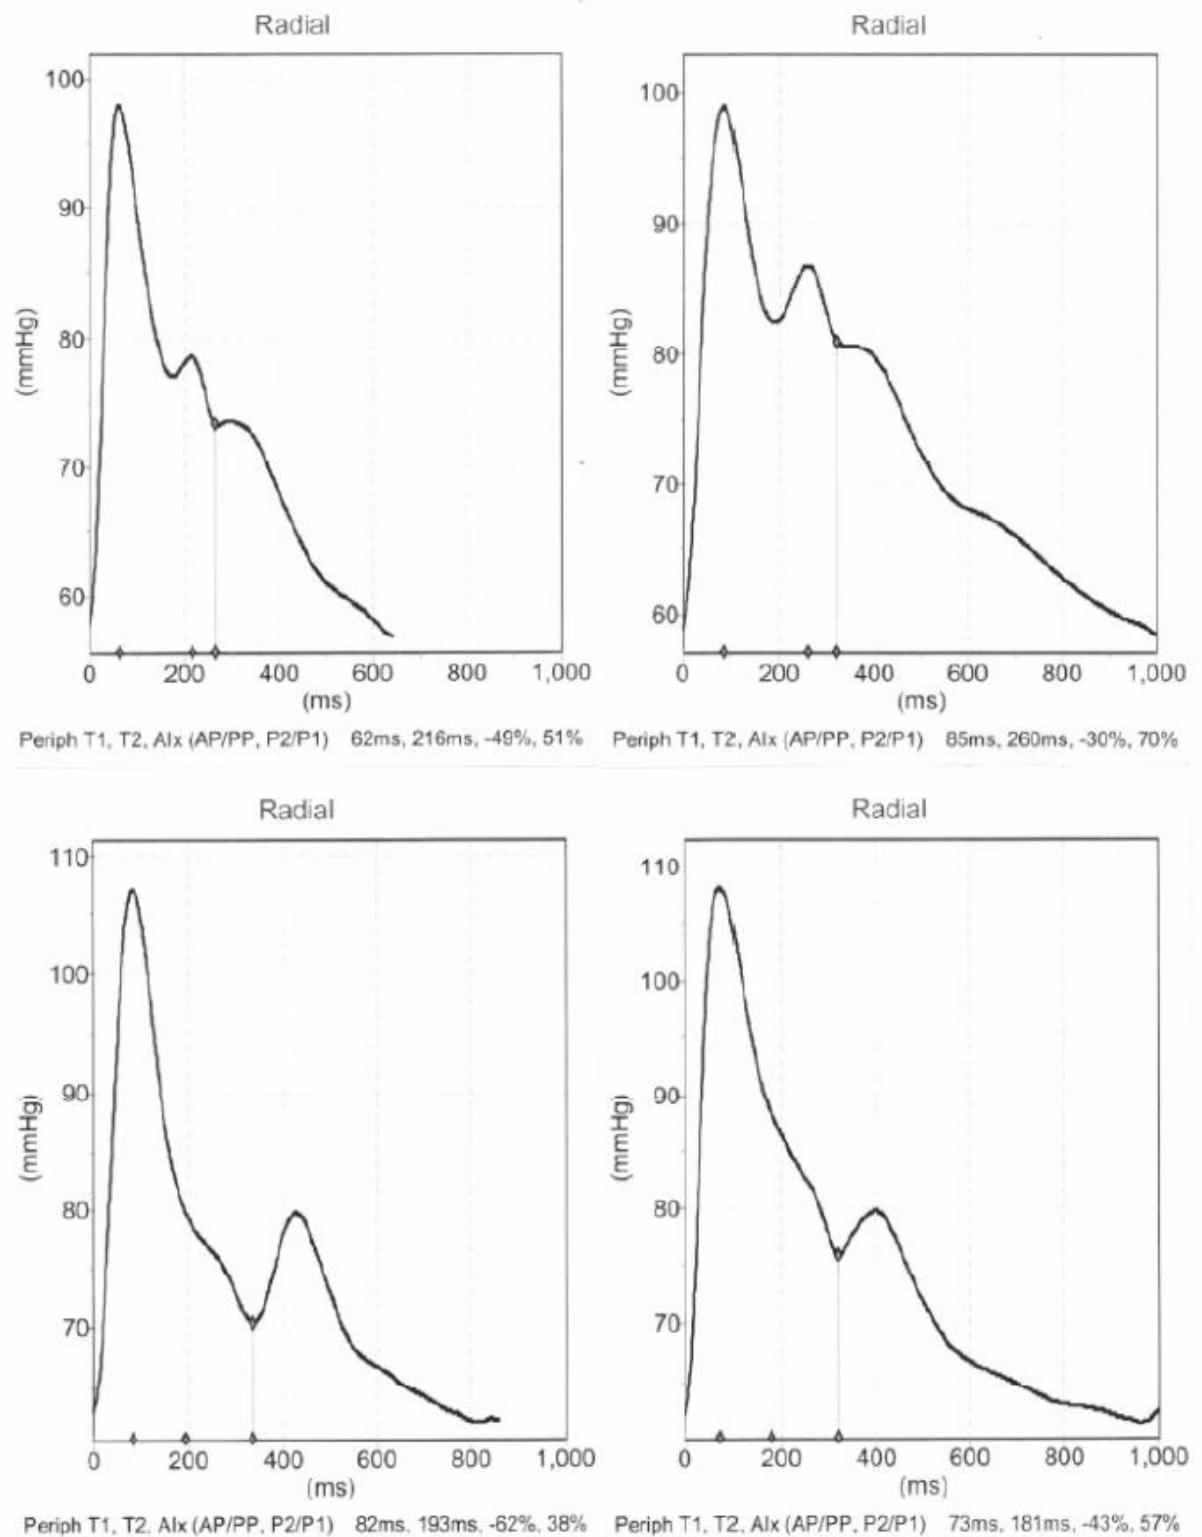 Radial
100
90
80
70
60
(mmHg)
0 200 400 600 800 1,000
(ms)
Periph T1, T2, AIx (AP/PP, P2/P1) 62ms, 216ms, -49%, 51%
Radial
100
90
80
70
60
(mmHg)
0 200 400 600 800 1,000
(ms)
Periph T1, T2, AIx (AP/PP, P2/P1) 85ms, 260ms, -30%, 70%
Radial
110
100
90
80
70
(mmHg)
0 200 400 600 800 1,000
(ms)
Periph T1, T2, AIx (AP/PP, P2/P1) 82ms, 193ms, -62%, 38%
Radial
110
100
90
80
70
(mmHg)
0 200 400 600 800 1,000
(ms)
Periph T1, T2, AIx (AP/PP, P2/P1) 73ms, 181ms, -43%, 57%